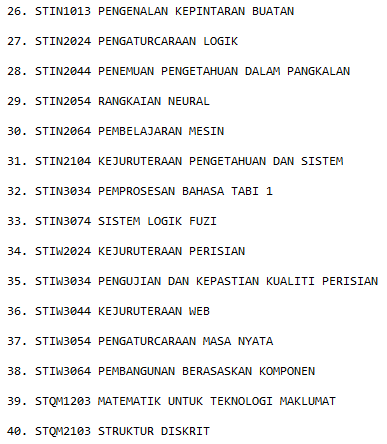 26. STIN1013 PENGENALAN KEPINTARAN BUATAN
27. STIN2024 PENGATURCARAAN LOGIK
28. STIN2044 PENEMUAN PENGETAHUAN DALAM PANGKALAN
29. STIN2054 RANGKAIAN NEURAL
30. STIN2064 PEMBELAJARAN MESIN
31. STIN2104 KEJURUTERAAN PENGETAHUAN DAN SISTEM
32. STIN3034 PEMPROSESAN BAHASA TABI 1
33. STIN3074 SISTEM LOGIK FUZI
34. STIW2024 KEJURUTERAAN PERISIAN
35. STIW3034 PENGUJIAN DAN KEPASTIAN KUALITI PERISIAN
36. STIW3044 KEJURUTERAAN WEB
37. STIW3054 PENGATURCARAAN MASA NYATA
38. STIW3064 PEMBANGUNAN BERASASKAN KOMPONEN
39. STQM1203 MATEMATIK UNTUK TEKNOLOGI MAKLUMAT
40. STQM2103 STRUKTUR DISKRIT